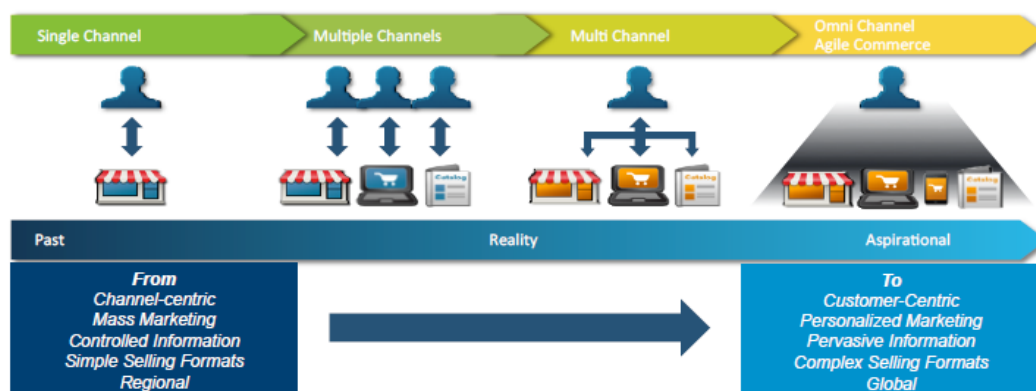 Single Channel
Multiple Channels
Multi Channel
Omni Channel
Agile Commerce
Catalog
Catalog
Catalog
Past
Reality
Aspirational
From
Channel-centric
Mass Marketing
Controlled Information
Simple Selling Formats
Regional
To
Customer-Centric
Personalized Marketing
Pervasive Information
Complex Selling Formats
Global